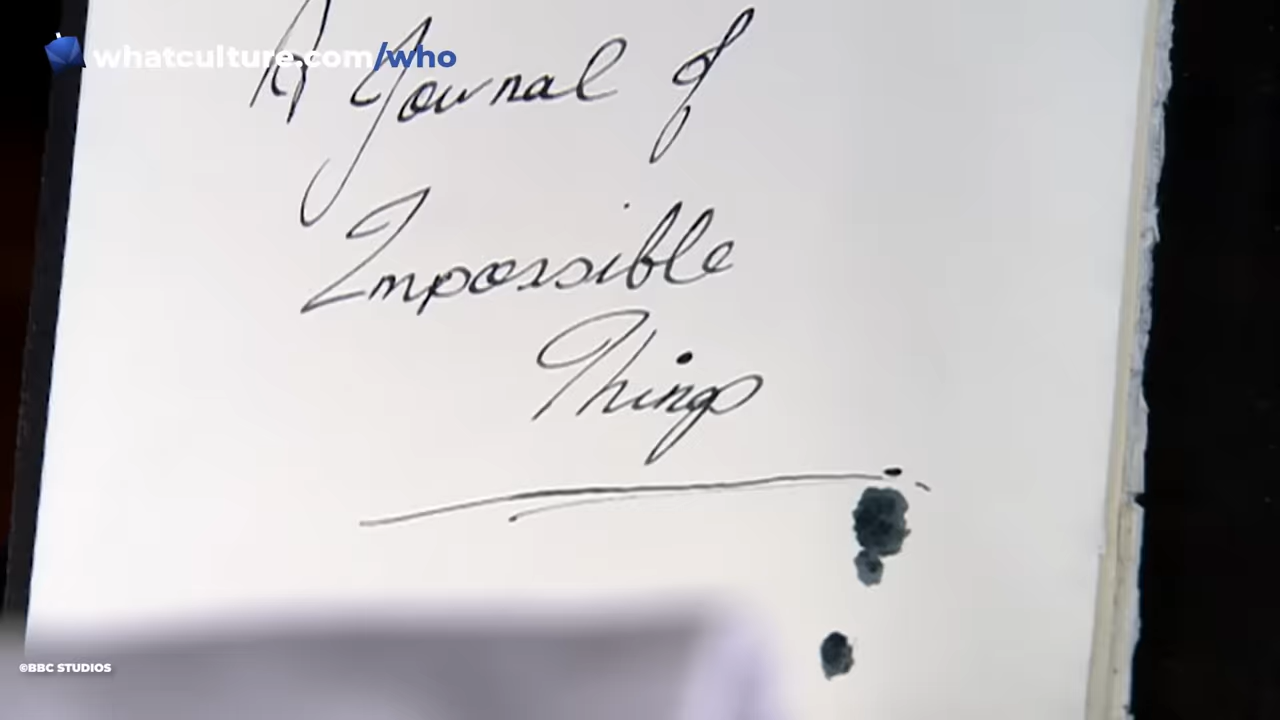 whatculture.com/who
A Journal of
Impossible
Things
©BBC STUDIOS